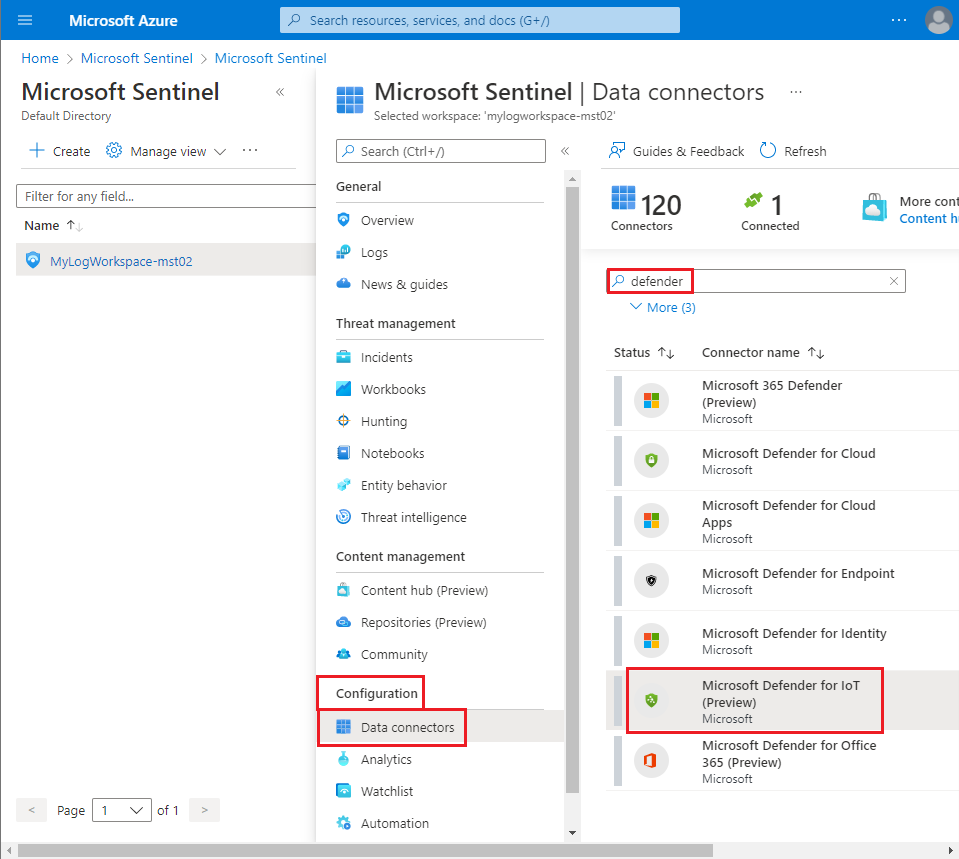 Microsoft Azure
Search resources, services, and docs (G+/)
...
Home > Microsoft Sentinel > Microsoft Sentinel
Microsoft Sentinel
«
Default Directory
Create
Manage view
...
Filter for any field...
Name
MyLogWorkspace-mst02
< Page 1 of 1 >
Microsoft Sentinel | Data connectors
...
Selected workspace: 'mylogworkspace-mst02'
Search (Ctrl+/)
«
General
Overview
Logs
News & guides
Threat management
Incidents
Workbooks
Hunting
Notebooks
Entity behavior
Threat intelligence
Content management
Content hub (Preview)
Repositories (Preview)
Community
Configuration
Data connectors
Analytics
Watchlist
Automation
Guides & Feedback
Refresh
120
Connectors
1
Connected
More cont
Content h
defender
More (3)
Status
Connector name
Microsoft 365 Defender
(Preview)
Microsoft
Microsoft Defender for Cloud
Microsoft
Microsoft Defender for Cloud
Apps
Microsoft
Microsoft Defender for Endpoint
Microsoft
Microsoft Defender for Identity
Microsoft
Microsoft Defender for IoT
(Preview)
Microsoft
Microsoft Defender for Office
365 (Preview)
Microsoft